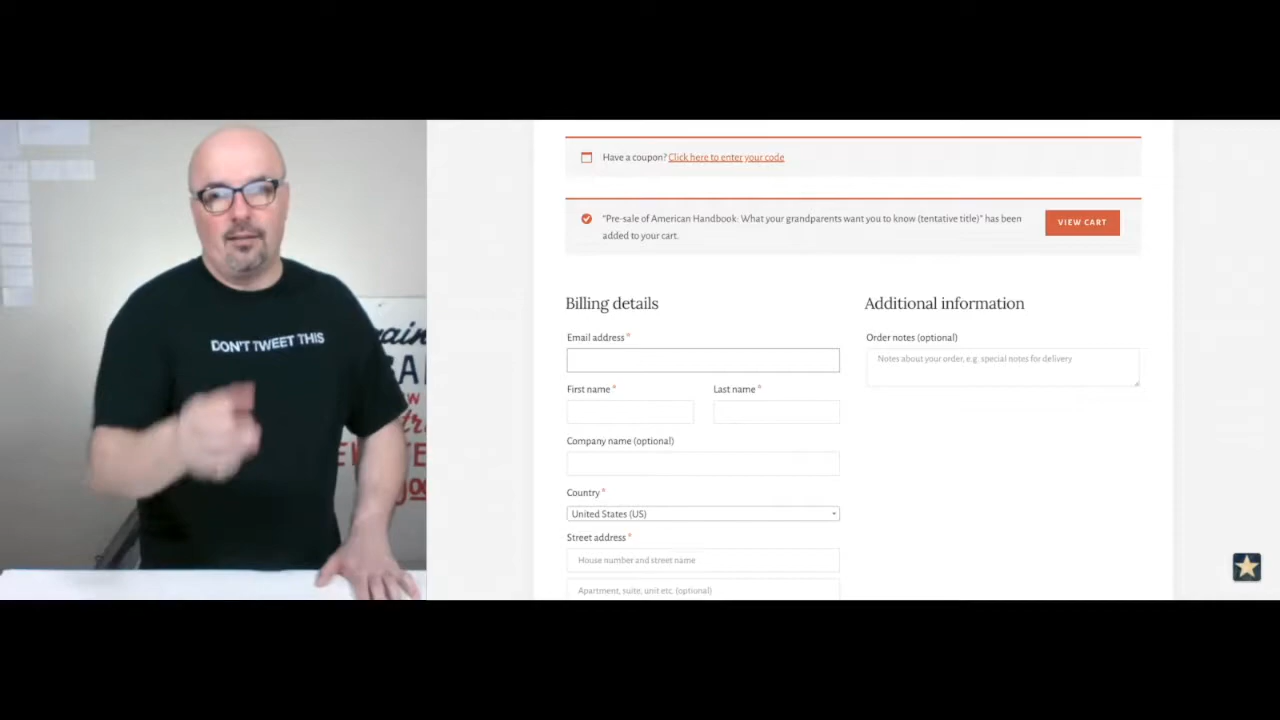 DON'T TWEET THIS
Have a coupon? Click here to enter your code
"Pre-sale of American Handbook: What your grandparents want you to know (tentative title)" has been
added to your cart.
VIEW CART
Billing details
Email address *
First name * Last name *
Company name (optional)
Country *
United States (US)
Street address *
House number and street name
Apartment, suite, unit etc. (optional)
Additional information
Order notes (optional)
Notes about your order, e.g. special notes for delivery